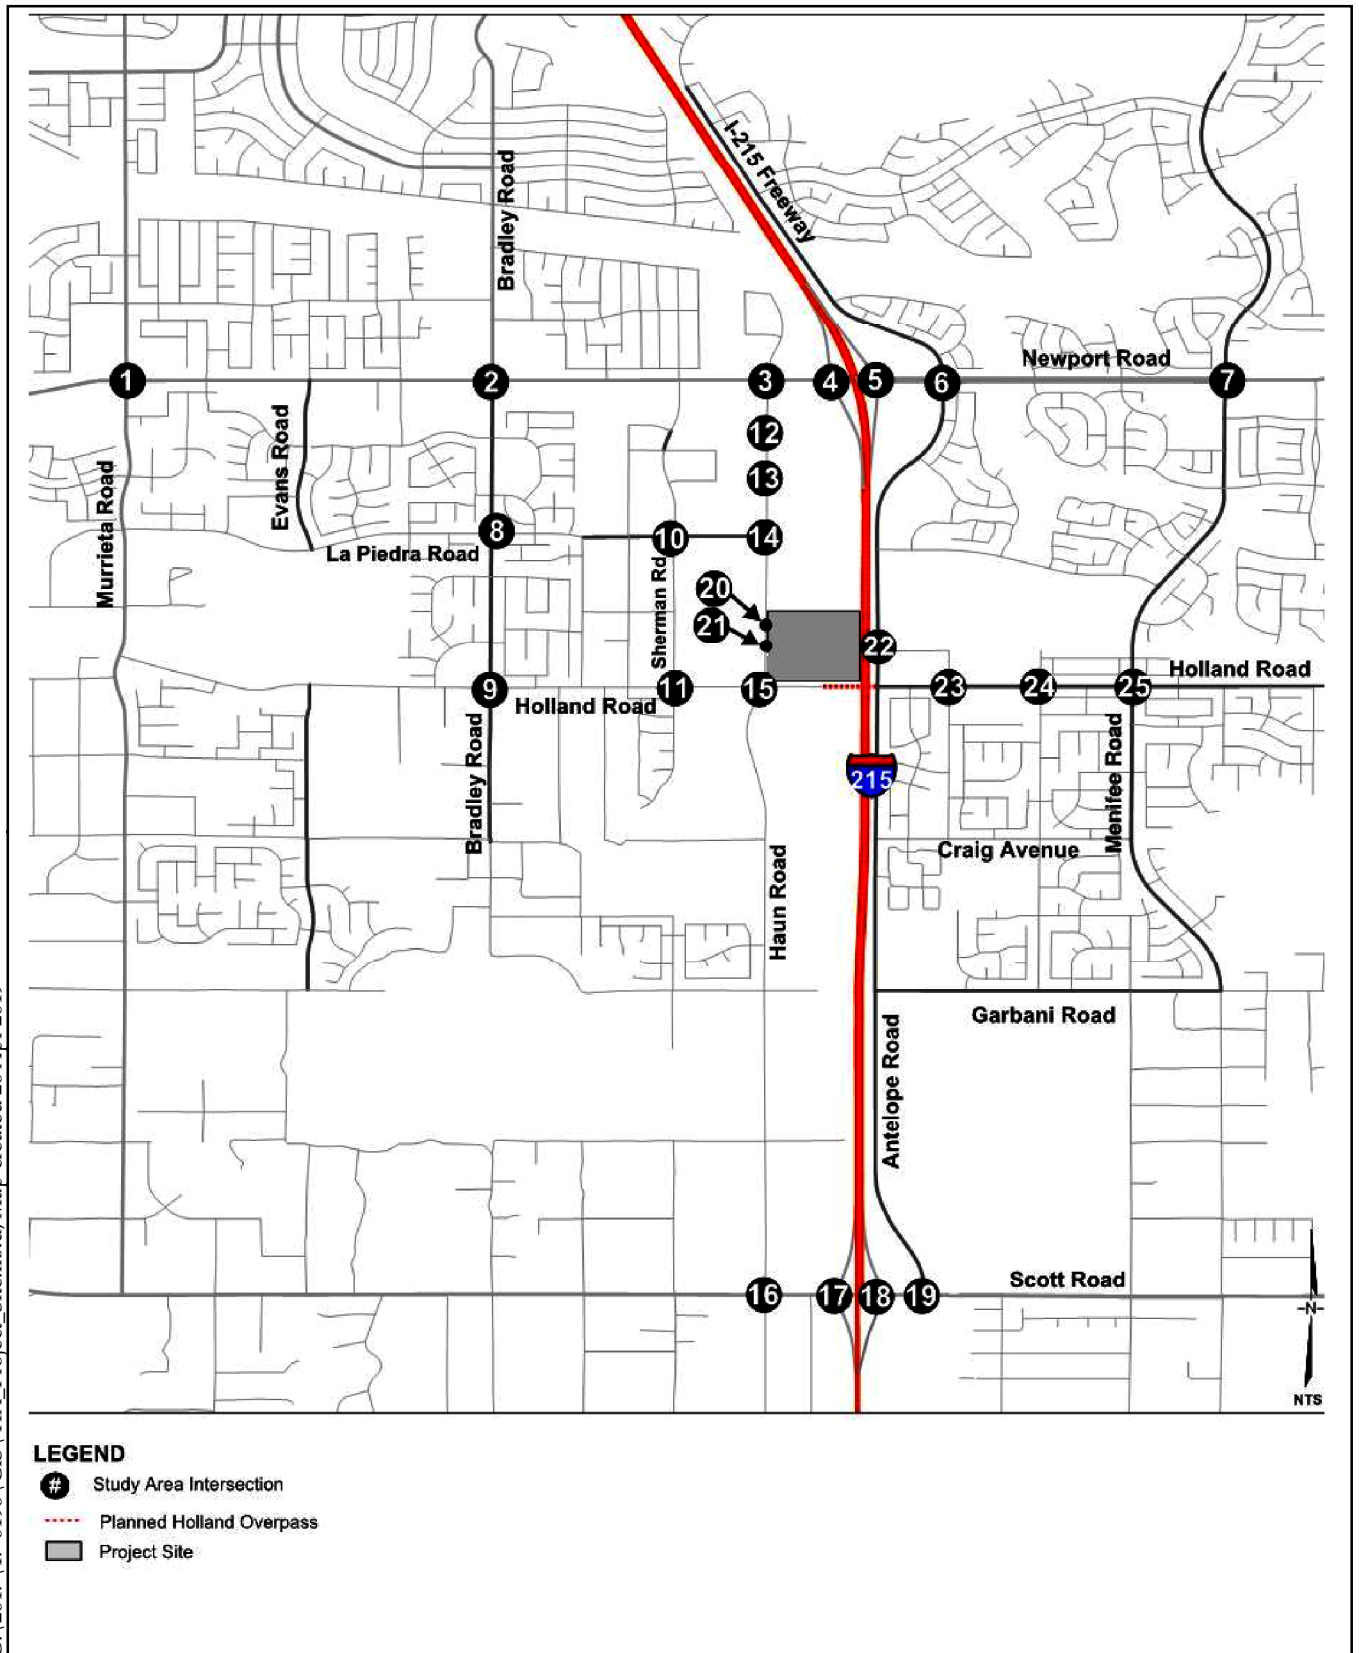 I-215 Freeway
Bradley Road
Newport Road
1
2
3
4
5
6
7
12
13
Evans Road
Murrieta Road
8
La Piedra Road
10
14
Sherman Rd
20
21
22
Holland Road
9
11
15
23
24
25
Holland Road
Bradley Road
215
Menifee Road
Craig Avenue
Haun Road
Garbani Road
Antelope Road
Scott Road
16
17
18
19
N
NTS
LEGEND
# Study Area Intersection
Planned Holland Overpass
Project Site